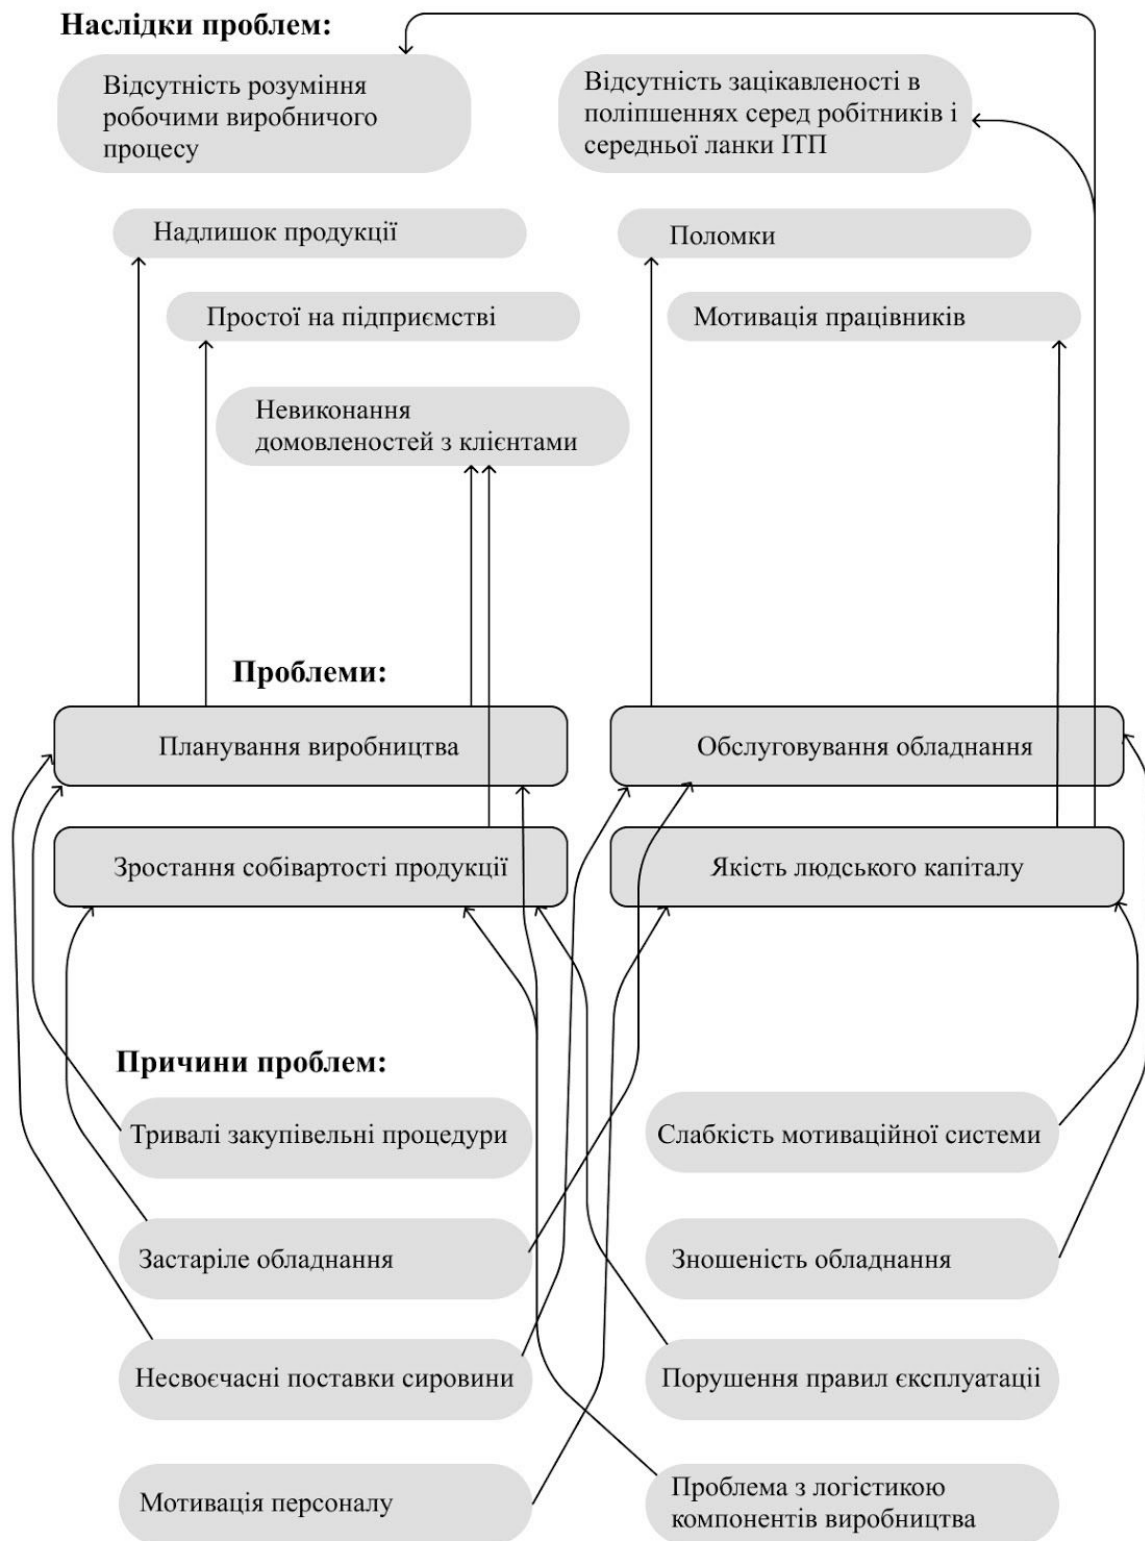 Наслідки проблем:
Відсутність розуміння
робочими виробничого
процесу
Відсутність зацікавленості в
поліпшеннях серед робітників і
середньої ланки ІТП
Надлишок продукції
Поломки
Простої на підприємстві
Мотивація працівників
Невиконання
домовленостей з клієнтами
Проблеми:
Планування виробництва
Обслуговування обладнання
Зростання собівартості продукції
Якість людського капіталу
Причини проблем:
Тривалі закупівельні процедури
Слабкість мотиваційної системи
Застаріле обладнання
Зношеність обладнання
Несвоєчасні поставки сировини
Порушення правил єксплуатації
Мотивація персоналу
Проблема з логістикою
компонентів виробництва